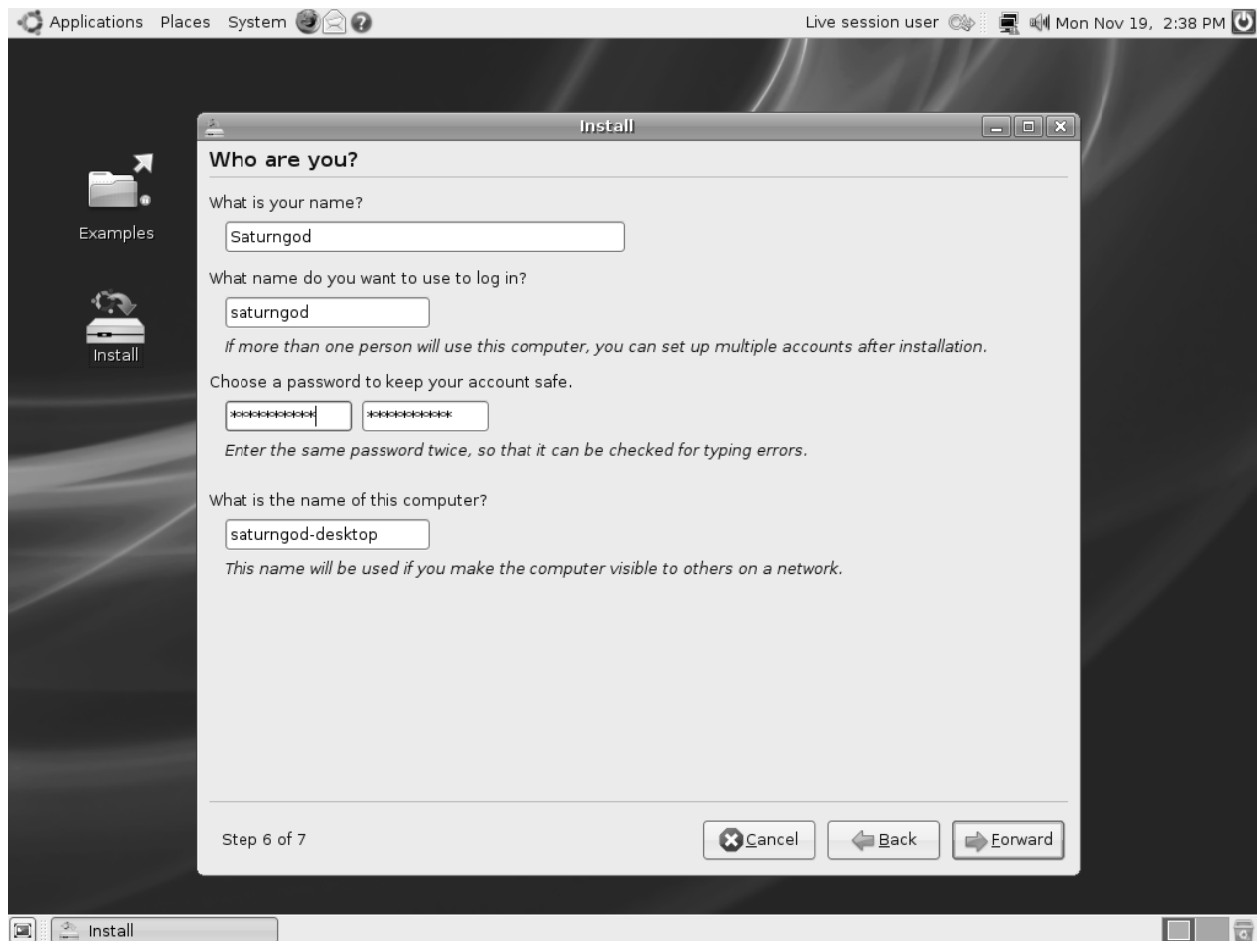 Applications Places System
Live session user
Mon Nov 19, 2:38 PM
Examples
Install
Install
Who are you?
What is your name?
Saturngod
What name do you want to use to log in?
saturngod
If more than one person will use this computer, you can set up multiple accounts after installation.
Choose a password to keep your account safe.
********** **********
Enter the same password twice, so that it can be checked for typing errors.
What is the name of this computer?
saturngod-desktop
This name will be used if you make the computer visible to others on a network.
Step 6 of 7
Cancel
Back
Forward
Install